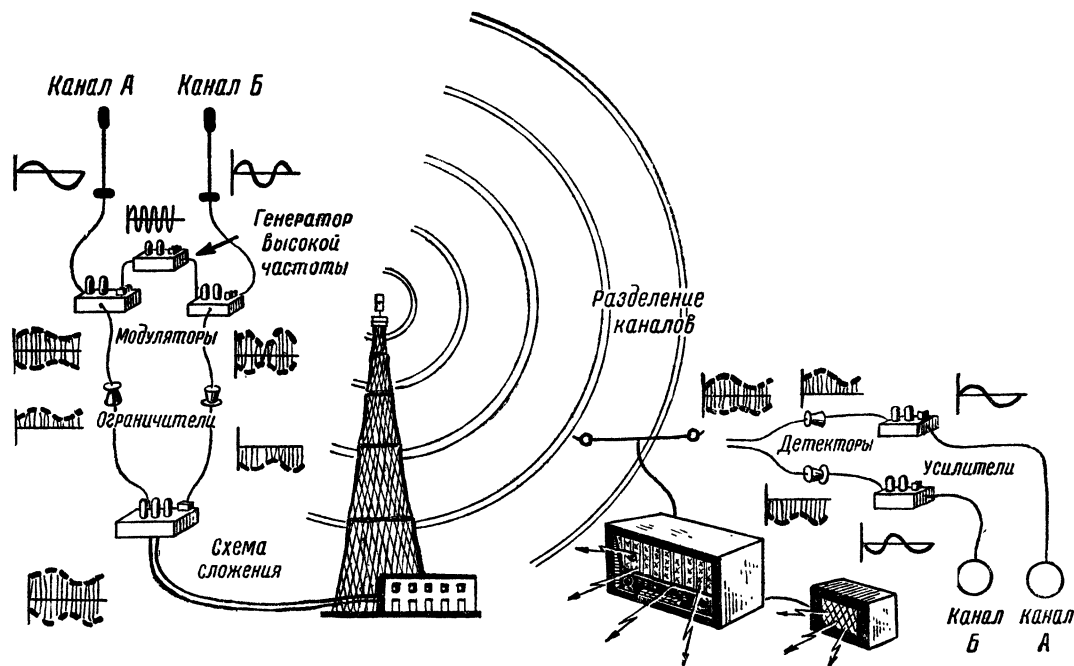 Канал А
Канал Б
Генератор
высокой
частоты
Модуляторы
Ограничители
Схема
сложения
Разделение
каналов
Детекторы
Усилители
Канал
Б
канал
А